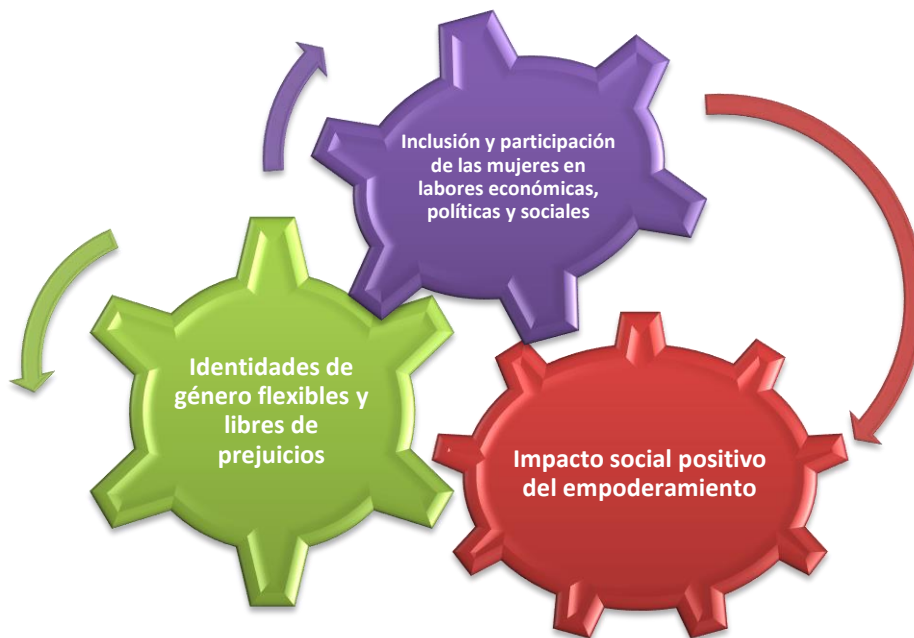 Inclusión y participación
de las mujeres en
labores económicas,
políticas y sociales
Identidades de
género flexibles y
libres de
prejuicios
Impacto social positivo
del empoderamiento